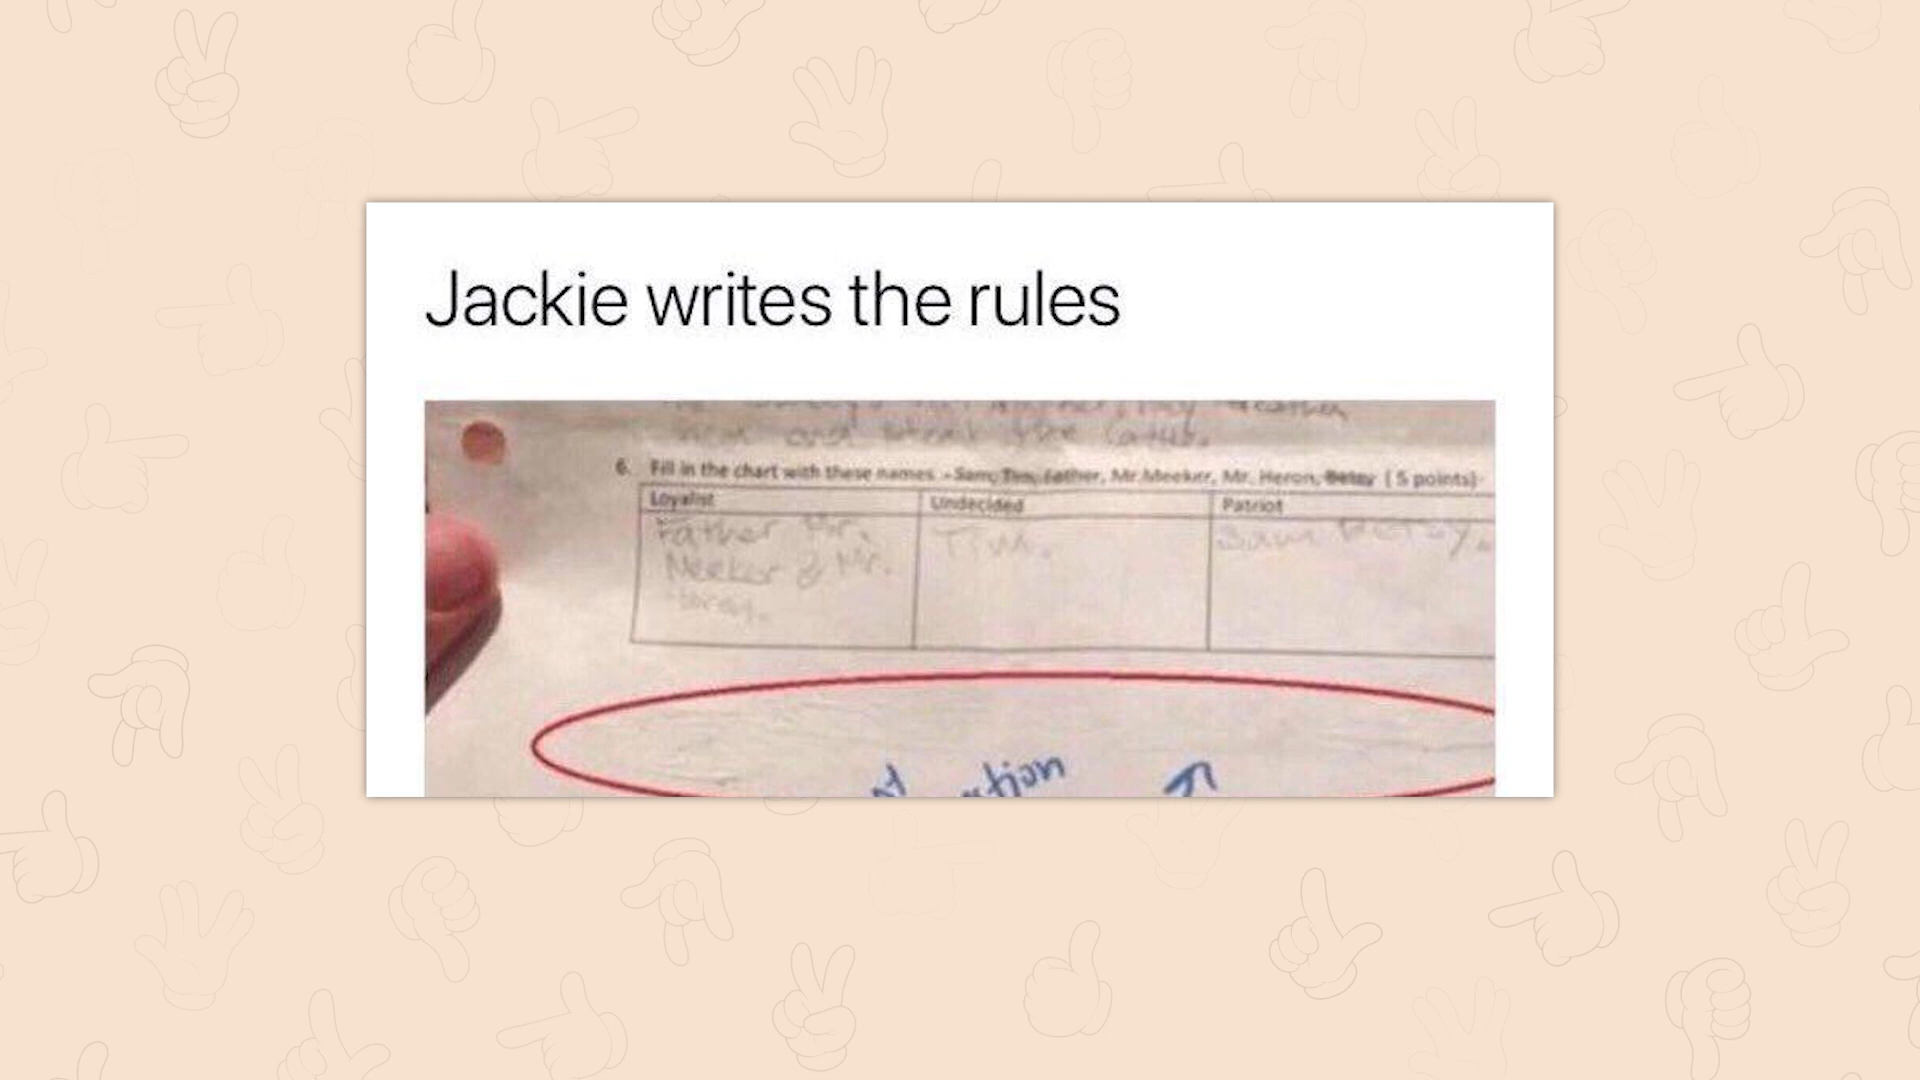 Jackie writes the rules
and
6. Fill in the chart with these names - Sam, Tim, Father, Mr. Meeker, Mr. Heron, Betsy (5 points)
Loyalist Undecided Patriot
Father Mr. Tim. Sam Betsy.
Meeker & Mr.